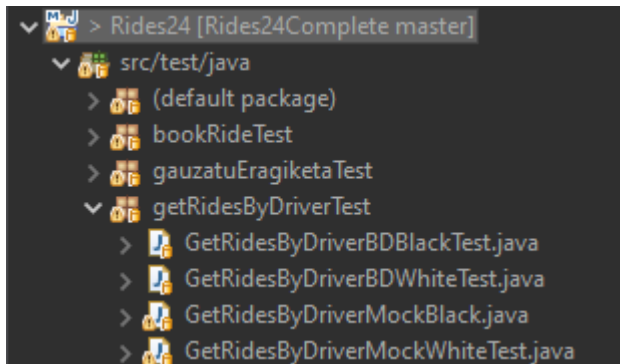 > Rides24 [Rides24Complete master]
src/test/java
(default package)
bookRideTest
gauzatuEragiketaTest
getRidesByDriverTest
GetRidesByDriverBDBlackTest.java
GetRidesByDriverBDWhiteTest.java
GetRidesByDriverMockBlack.java
GetRidesByDriverMockWhiteTest.java